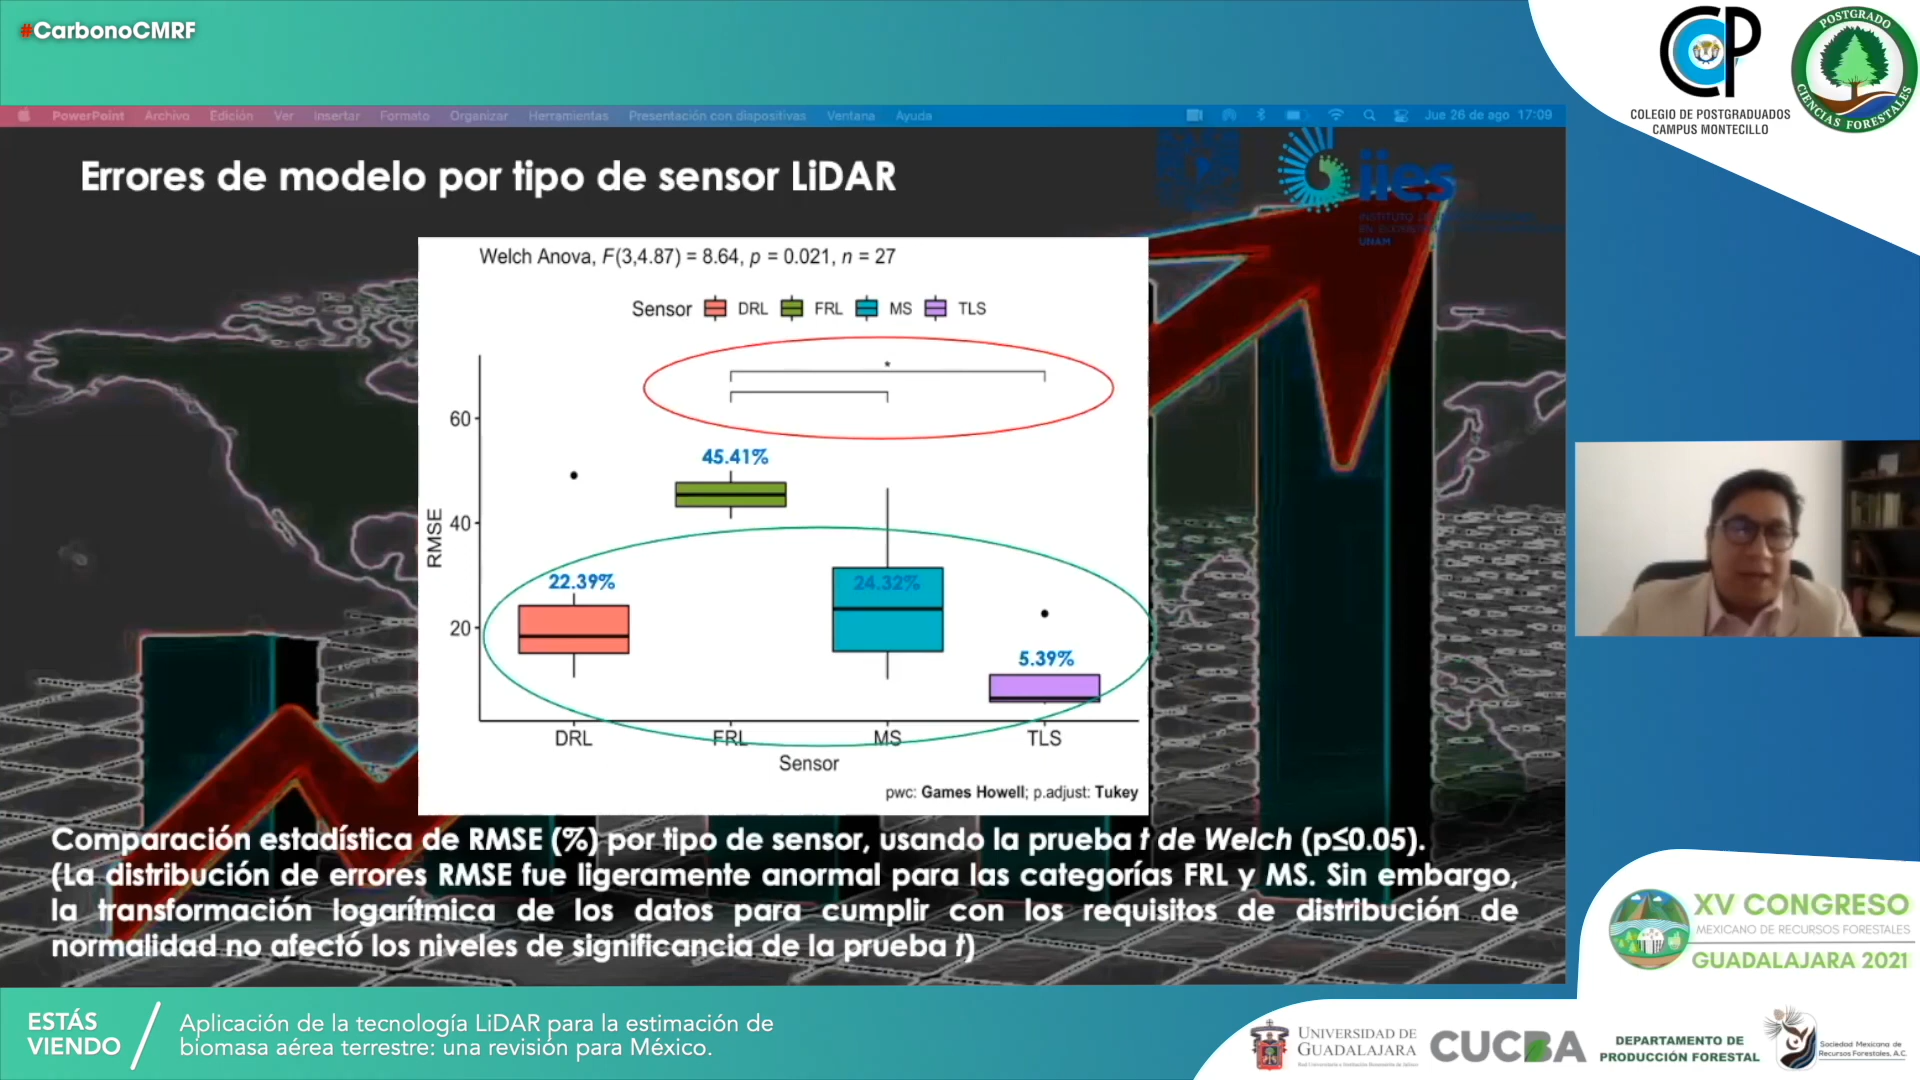 #CarbonoCMRF
COLEGIO DE POSTGRADUADOS
CAMPUS MONTECILLO
POSTGRADO
CIENCIAS FORESTALES
PowerPoint Archivo Edición Ver Insertar Formato Organizar Herramientas Presentación con diapositivas Ventana Ayuda
Jue 26 de ago 17:09
Errores de modelo por tipo de sensor LiDAR
iies
UNAM
Welch Anova, F(3,4.87) = 8.64, p = 0.021, n = 27
Sensor DRL FRL MS TLS
*
60
45.41%
40
RMSE
22.39%
24.32%
20
5.39%
DRL FRL MS TLS
Sensor
pwc: Games Howell; p.adjust: Tukey
Comparación estadística de RMSE (%) por tipo de sensor, usando la prueba t de Welch (p≤0.05).
(La distribución de errores RMSE fue ligeramente anormal para las categorías FRL y MS. Sin embargo,
la transformación logarítmica de los datos para cumplir con los requisitos de distribución de
normalidad no afectó los niveles de significancia de la prueba t)
XV CONGRESO
MEXICANO DE RECURSOS FORESTALES
GUADALAJARA 2021
ESTÁS
VIENDO
Aplicación de la tecnología LiDAR para la estimación de
biomasa aérea terrestre: una revisión para México.
UNIVERSIDAD DE
GUADALAJARA
CUCBA
DEPARTAMENTO DE
PRODUCCIÓN FORESTAL
Sociedad Mexicana de
Recursos Forestales, A.C.